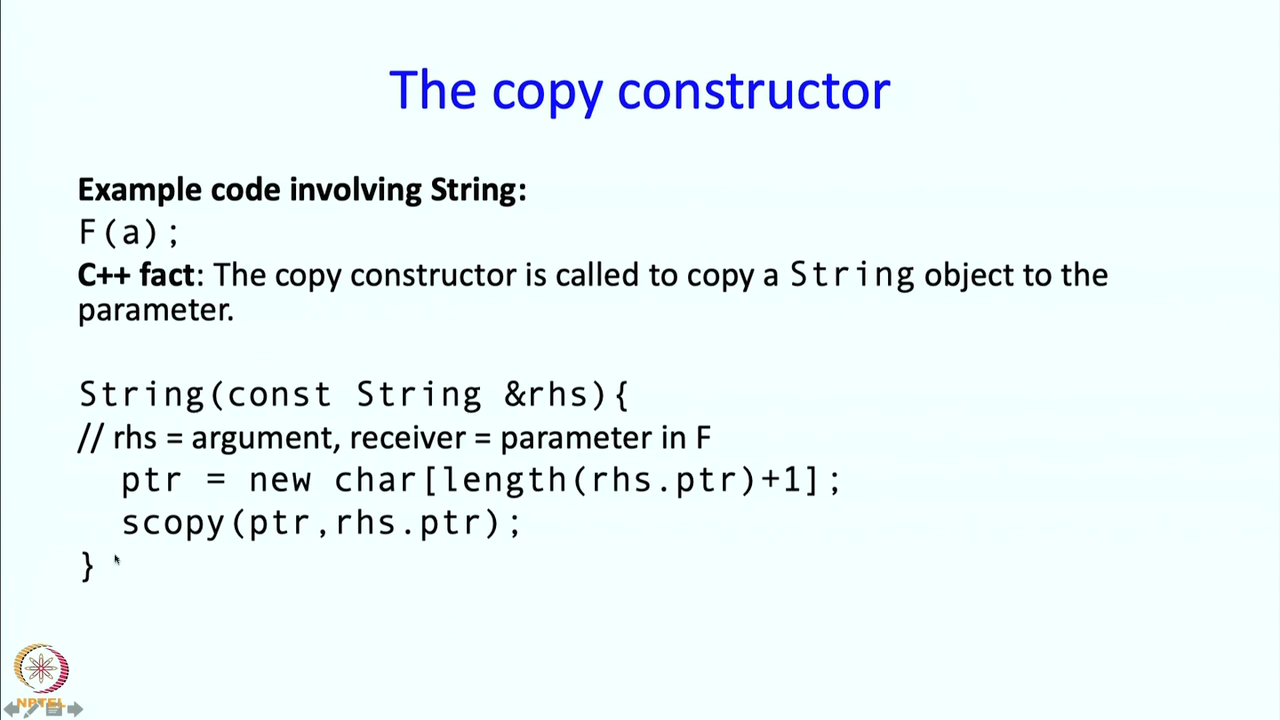 The copy constructor
Example code involving String:
F(a);
C++ fact: The copy constructor is called to copy a String object to the
parameter.
String(const String &rhs){
// rhs = argument, receiver = parameter in F
ptr = new char[length(rhs.ptr)+1];
scopy(ptr,rhs.ptr);
}
NPTEL